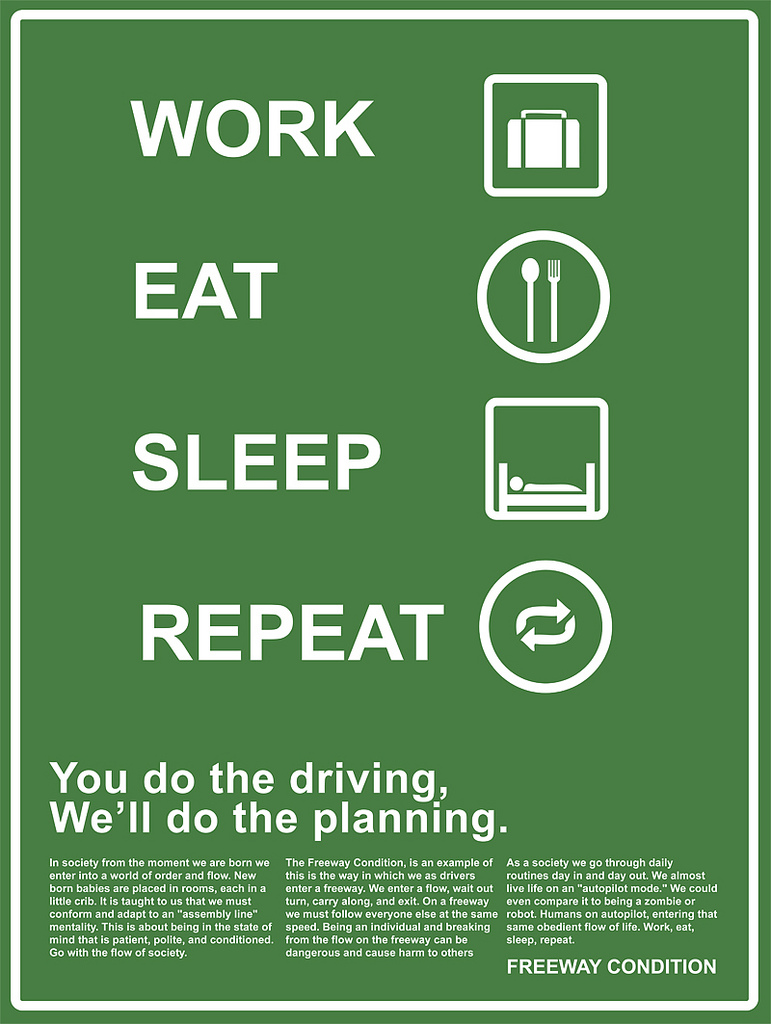 WORK
EAT
SLEEP
REPEAT
You do the driving,
We’ll do the planning.
In society from the moment we are born we
enter into a world of order and flow. New
born babies are placed in rooms, each in a
little crib. It is taught to us that we must
conform and adapt to an "assembly line"
mentality. This is about being in the state of
mind that is patient, polite, and conditioned.
Go with the flow of society.
The Freeway Condition, is an example of
this is the way in which we as drivers
enter a freeway. We enter a flow, wait out
turn, carry along, and exit. On a freeway
we must follow everyone else at the same
speed. Being an individual and breaking
from the flow on the freeway can be
dangerous and cause harm to others
As a society we go through daily
routines day in and day out. We almost
live life on an "autopilot mode." We could
even compare it to being a zombie or
robot. Humans on autopilot, entering that
same obedient flow of life. Work, eat,
sleep, repeat.
FREEWAY CONDITION